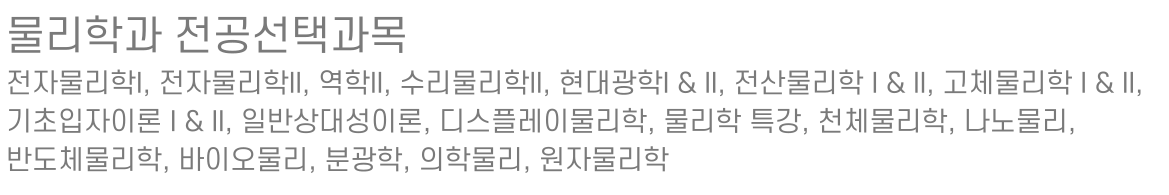 물리학과 전공선택과목
전자물리학I, 전자물리학II, 역학II, 수리물리학II, 현대광학I & II, 전산물리학 I & II, 고체물리학 I & II,
기초입자이론 I & II, 일반상대성이론, 디스플레이물리학, 물리학 특강, 천체물리학, 나노물리,
반도체물리학, 바이오물리, 분광학, 의학물리, 원자물리학